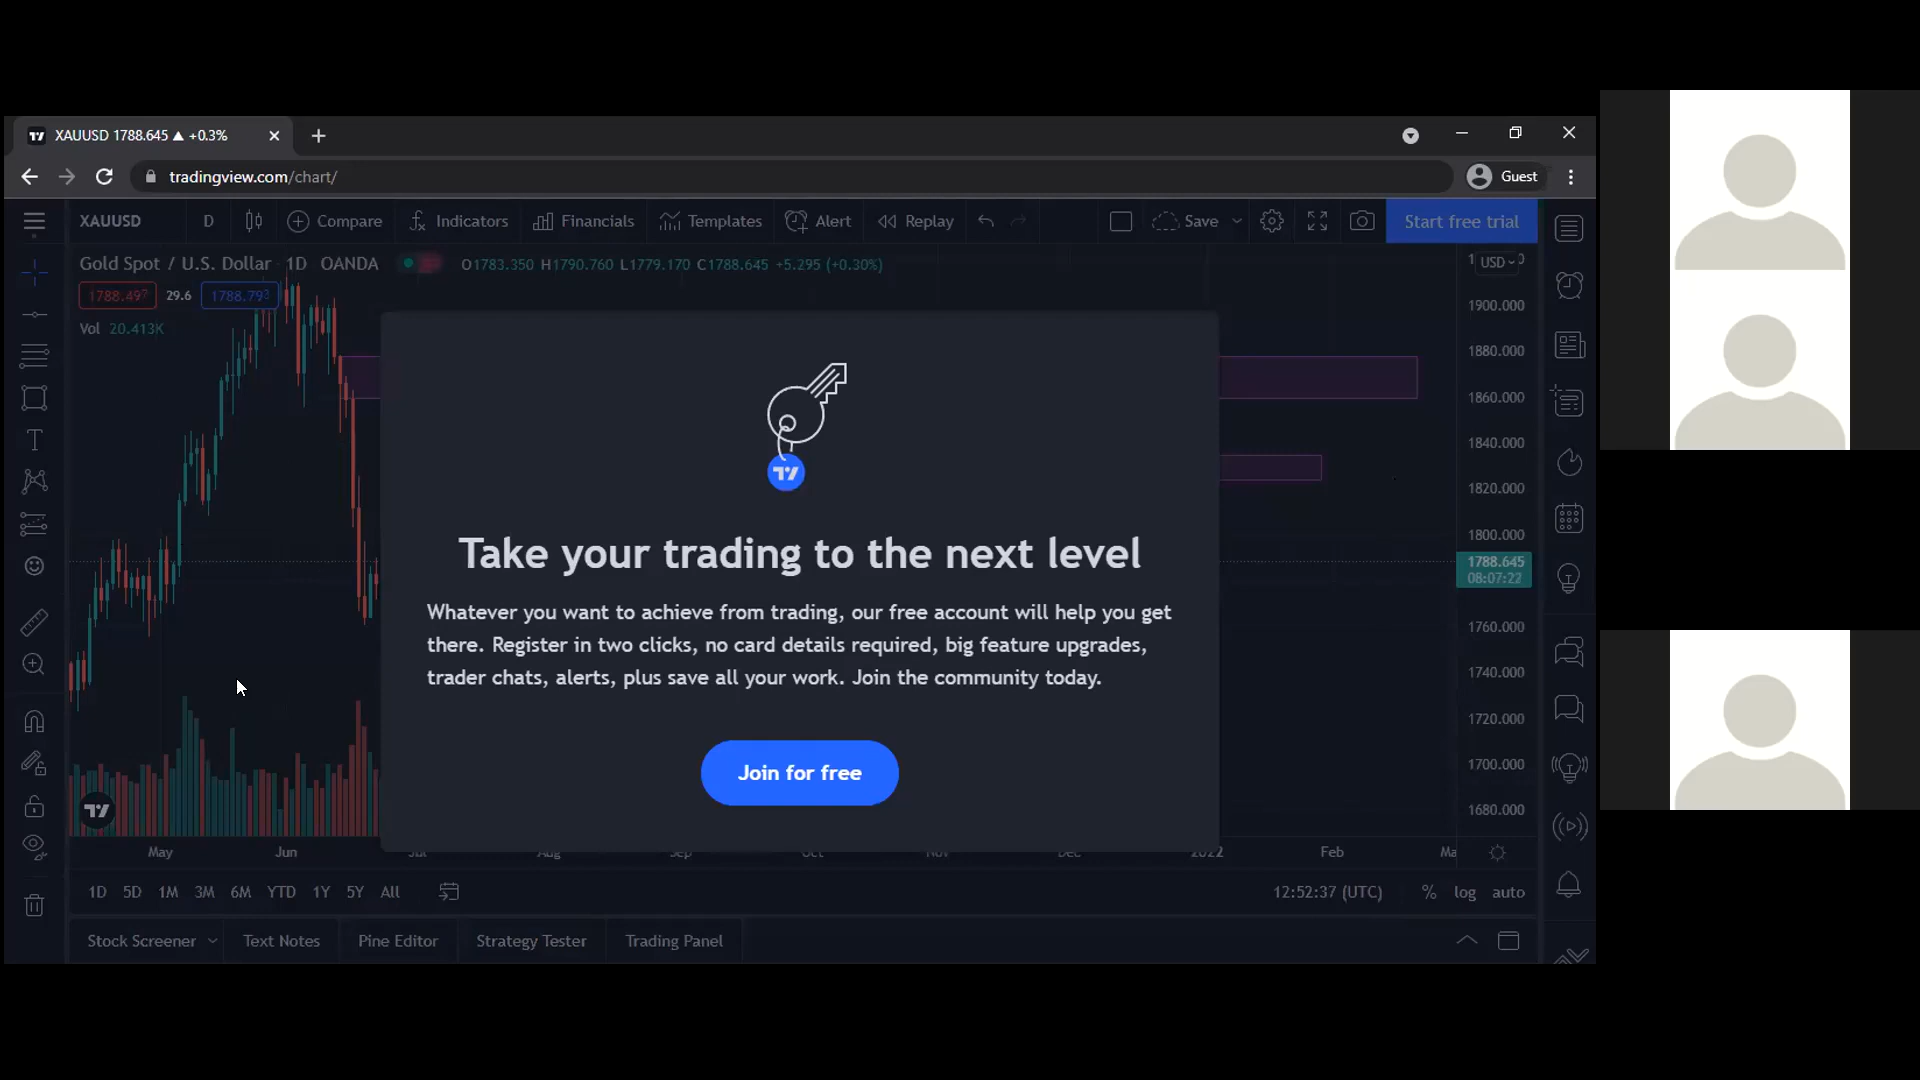 XAUUSD 1788.645 ▲ +0.3%
tradingview.com/chart/
Guest
XAUUSD D Compare Indicators Financials Templates Alert Replay Save Start free trial
Gold Spot / U.S. Dollar 1D OANDA O1783.350 H1790.760 L1779.170 C1788.645 +5.295 (+0.30%)
USD
1788.497 29.6 1788.793
Vol 20.413K
1900.000
1880.000
1860.000
1840.000
1820.000
1800.000
1788.645
08:07:22
1760.000
1740.000
1720.000
1700.000
1680.000
Take your trading to the next level
Whatever you want to achieve from trading, our free account will help you get
there. Register in two clicks, no card details required, big feature upgrades,
trader chats, alerts, plus save all your work. Join the community today.
Join for free
May Jun Jul Aug Sep Oct Nov Dec 2022 Feb Ma
1D 5D 1M 3M 6M YTD 1Y 5Y All 12:52:37 (UTC) % log auto
Stock Screener Text Notes Pine Editor Strategy Tester Trading Panel